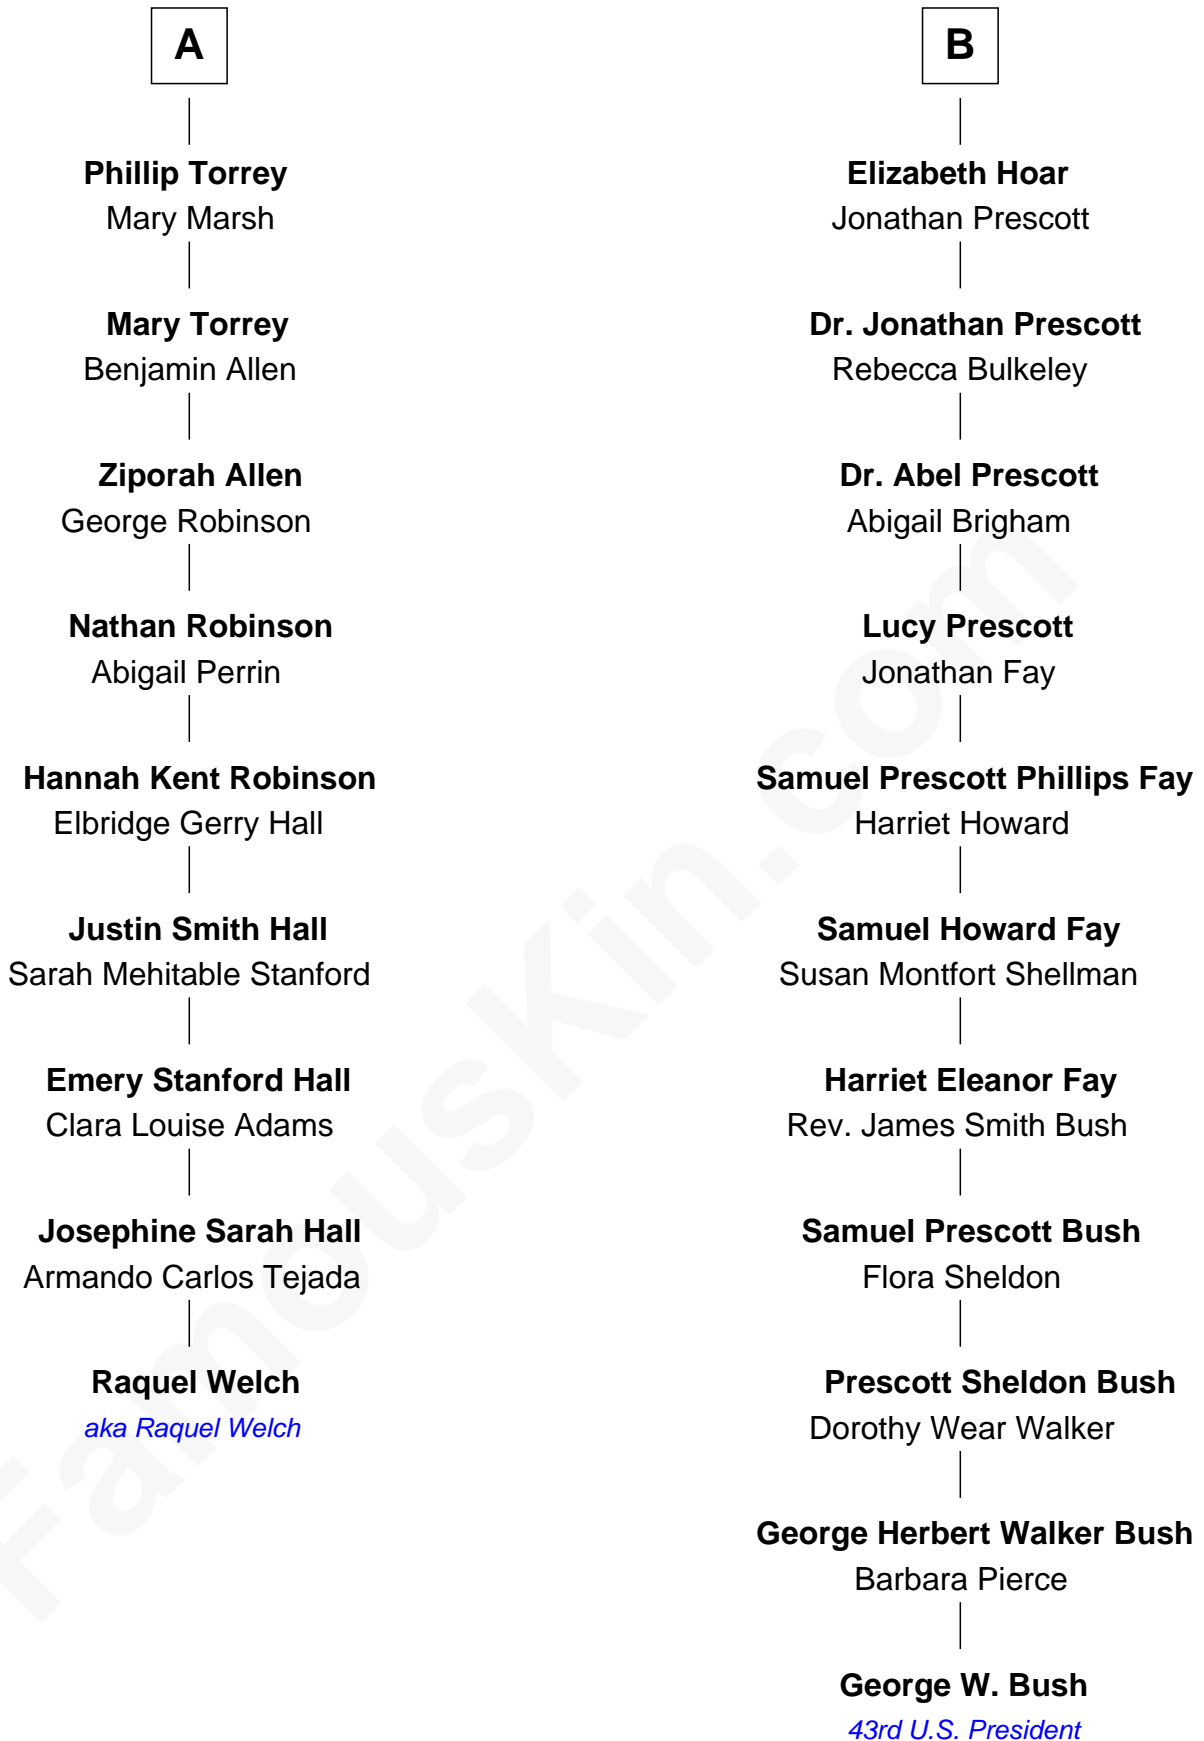 A
Phillip Torrey
Mary Marsh
Mary Torrey
Benjamin Allen
Ziporah Allen
George Robinson
Nathan Robinson
Abigail Perrin
Hannah Kent Robinson
Elbridge Gerry Hall
Justin Smith Hall
Sarah Mehitable Stanford
Emery Stanford Hall
Clara Louise Adams
Josephine Sarah Hall
Armando Carlos Tejada
Raquel Welch
aka Raquel Welch
B
Elizabeth Hoar
Jonathan Prescott
Dr. Jonathan Prescott
Rebecca Bulkeley
Dr. Abel Prescott
Abigail Brigham
Lucy Prescott
Jonathan Fay
Samuel Prescott Phillips Fay
Harriet Howard
Samuel Howard Fay
Susan Montfort Shellman
Harriet Eleanor Fay
Rev. James Smith Bush
Samuel Prescott Bush
Flora Sheldon
Prescott Sheldon Bush
Dorothy Wear Walker
George Herbert Walker Bush
Barbara Pierce
George W. Bush
43rd U.S. President
FamousKin.com